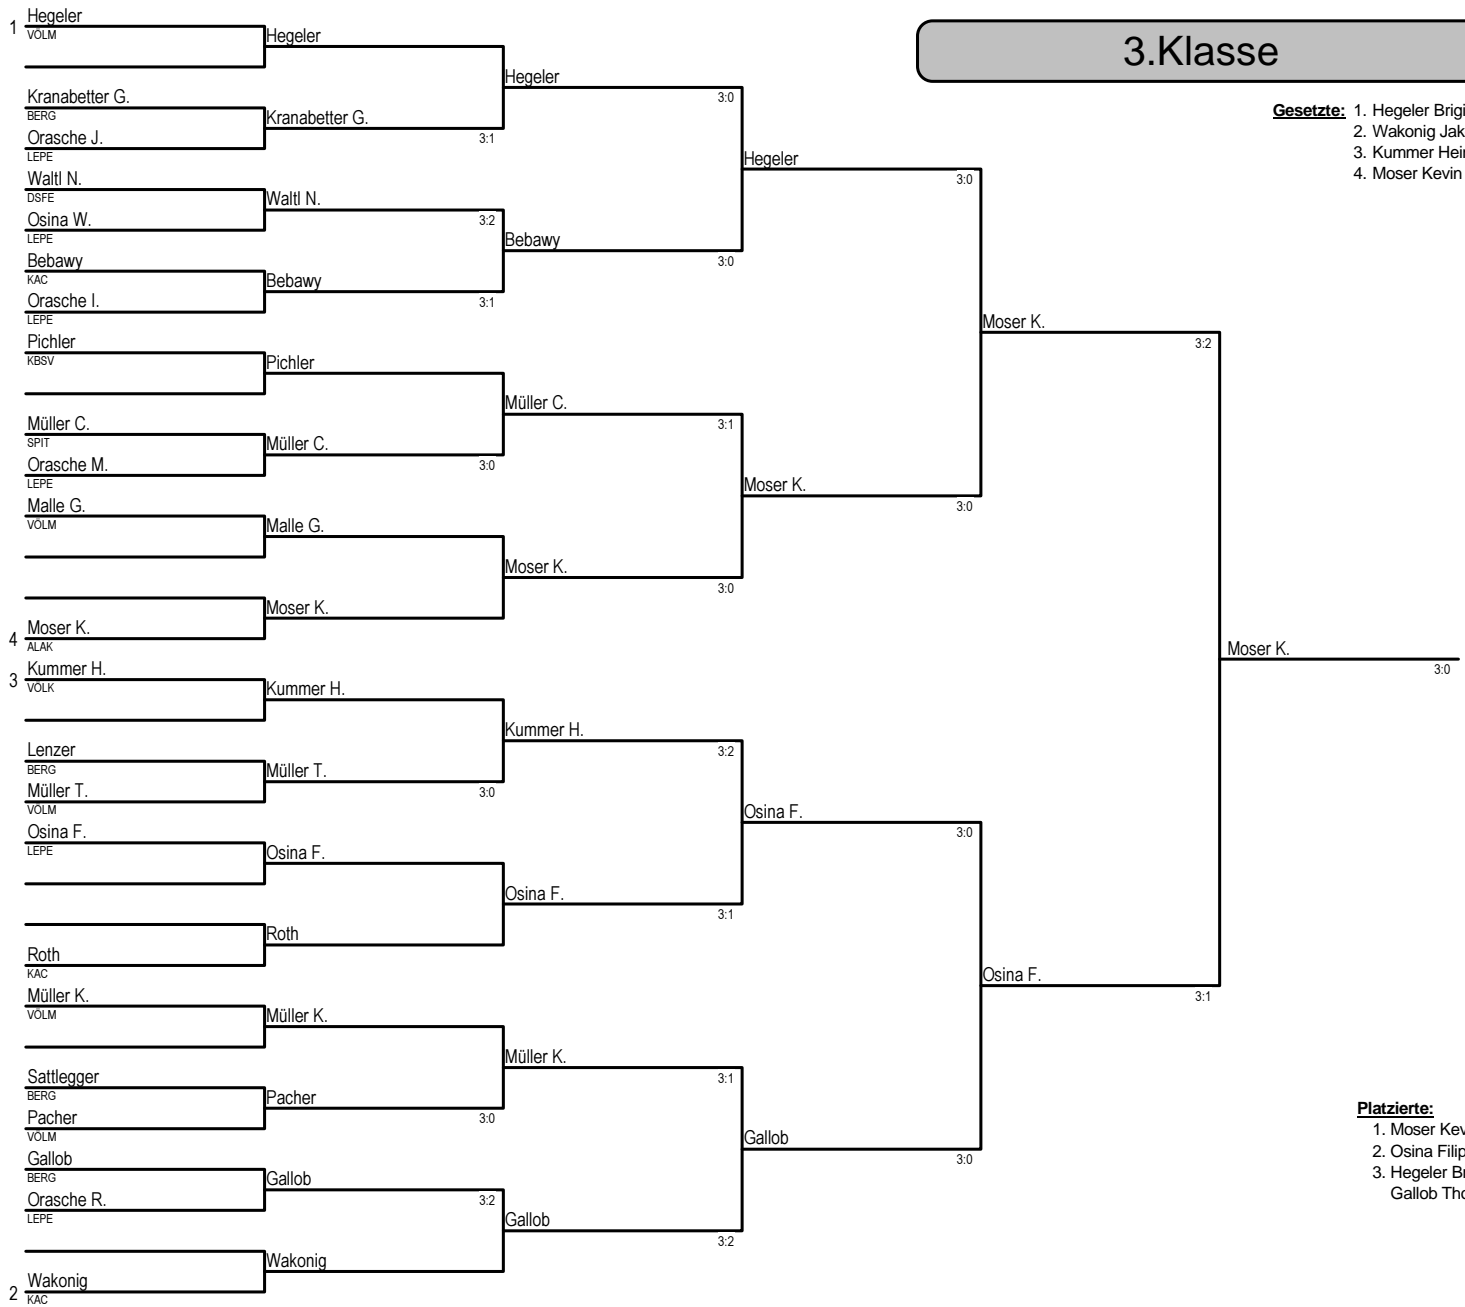 3.Klasse
Gesetzte: 1. Hegeler Brigi
2. Wakonig Jak
3. Kummer Hei
4. Moser Kevin
1 Hegeler
VÖLM
Kranabetter G.
BERG
Orasche J.
LEPE
Waltl N.
DSFE
Osina W.
LEPE
Bebawy
KAC
Orasche I.
LEPE
Pichler
KBSV
Müller C.
SPIT
Orasche M.
LEPE
Malle G.
VÖLM
4 Moser K.
ALAK
3 Kummer H.
VÖLK
Lenzer
BERG
Müller T.
VÖLM
Osina F.
LEPE
Roth
KAC
Müller K.
VÖLM
Sattlegger
BERG
Pacher
VÖLM
Gallob
BERG
Orasche R.
LEPE
2 Wakonig
KAC
Hegeler
Kranabetter G.
3:1
Waltl N.
3:2
Bebawy
3:1
Pichler
Müller C.
3:0
Malle G.
Moser K.
Kummer H.
Müller T.
3:0
Osina F.
Roth
Müller K.
Pacher
3:0
Gallob
3:2
Wakonig
Hegeler
3:0
Bebawy
3:0
Müller C.
3:1
Moser K.
3:0
Kummer H.
3:2
Osina F.
3:1
Müller K.
3:1
Gallob
3:2
Hegeler
3:0
Moser K.
3:0
Osina F.
3:0
Gallob
3:0
Moser K.
3:2
Osina F.
3:1
Moser K.
3:0
Platzierte:
1. Moser Kev
2. Osina Filip
3. Hegeler Br
Gallob Tho